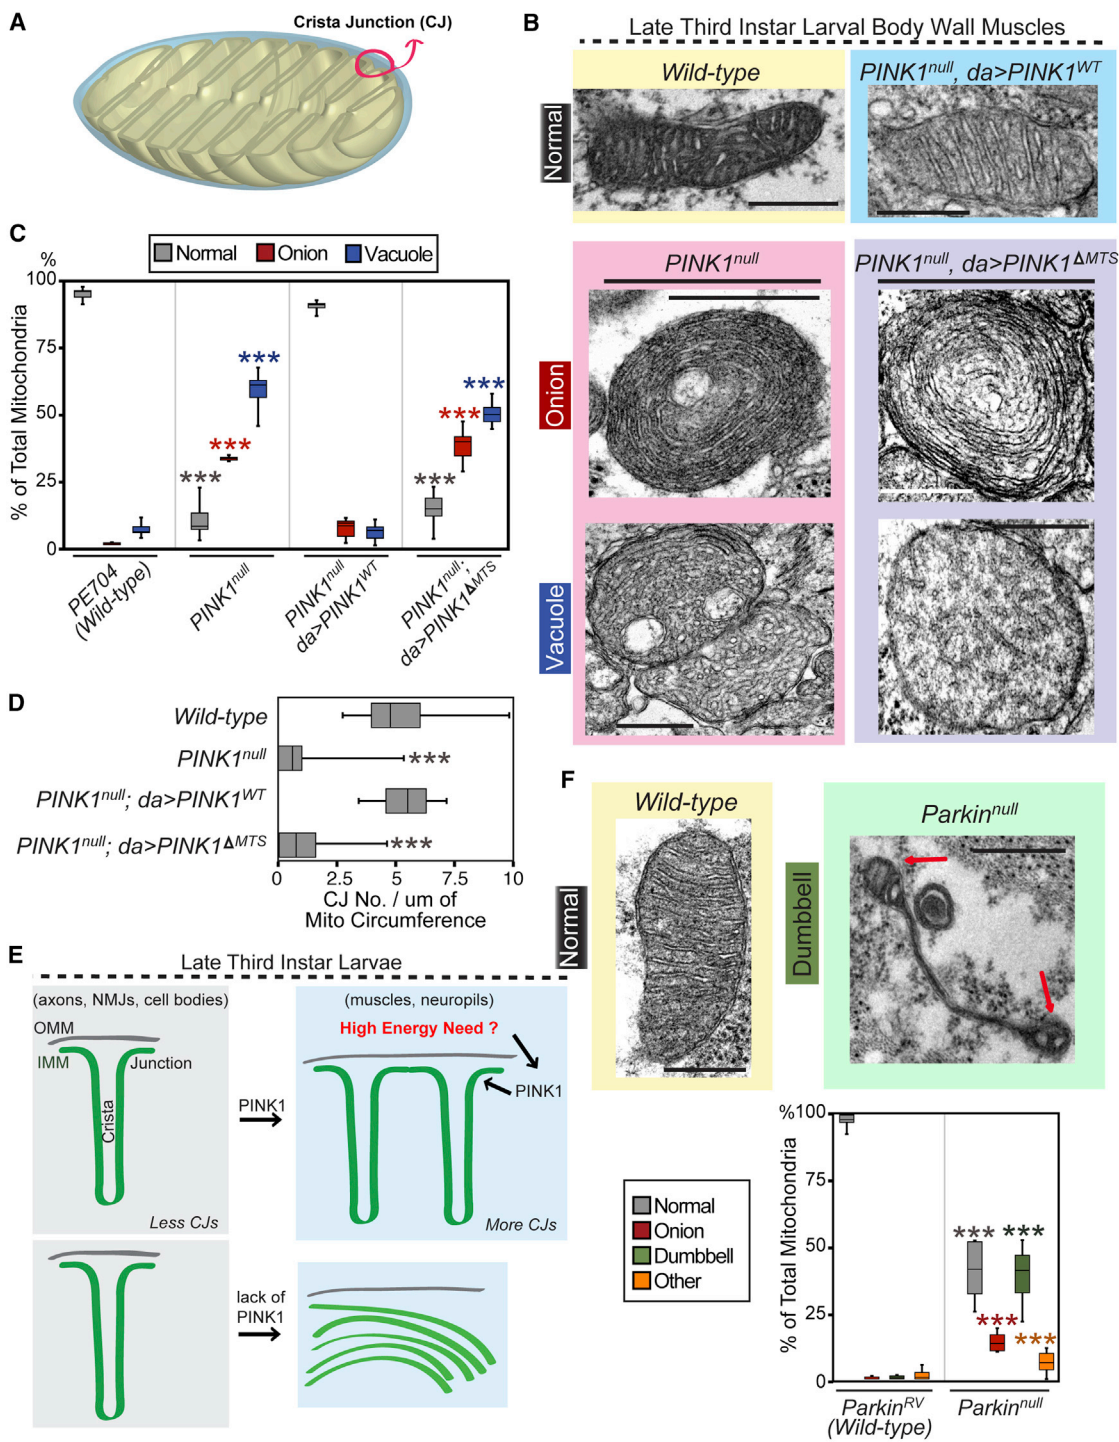 A
Crista Junction (CJ)
B
Late Third Instar Larval Body Wall Muscles
Wild-type
PINK1null, da>PINK1WT
Normal
PINK1null
PINK1null, da>PINK1ΔMTS
Onion
Vacuole
C
Normal
Onion
Vacuole
%
% of Total Mitochondria
100
75
50
25
0
***
***
***
***
***
***
PE704
(Wild-type)
PINK1null
PINK1null
da>PINK1WT
PINK1null;
da>PINK1ΔMTS
D
Wild-type
PINK1null
***
PINK1null; da>PINK1WT
PINK1null; da>PINK1ΔMTS
***
0
2.5
5
7.5
10
CJ No. / um of
Mito Circumference
E
Late Third Instar Larvae
(axons, NMJs, cell bodies)
OMM
IMM
Junction
Crista
Less CJs
PINK1
(muscles, neuropils)
High Energy Need ?
PINK1
More CJs
lack of
PINK1
F
Wild-type
Normal
Parkinnull
Dumbbell
Normal
Onion
Dumbbell
Other
%
% of Total Mitochondria
100
75
50
25
0
***
***
***
***
ParkinRV
(Wild-type)
Parkinnull